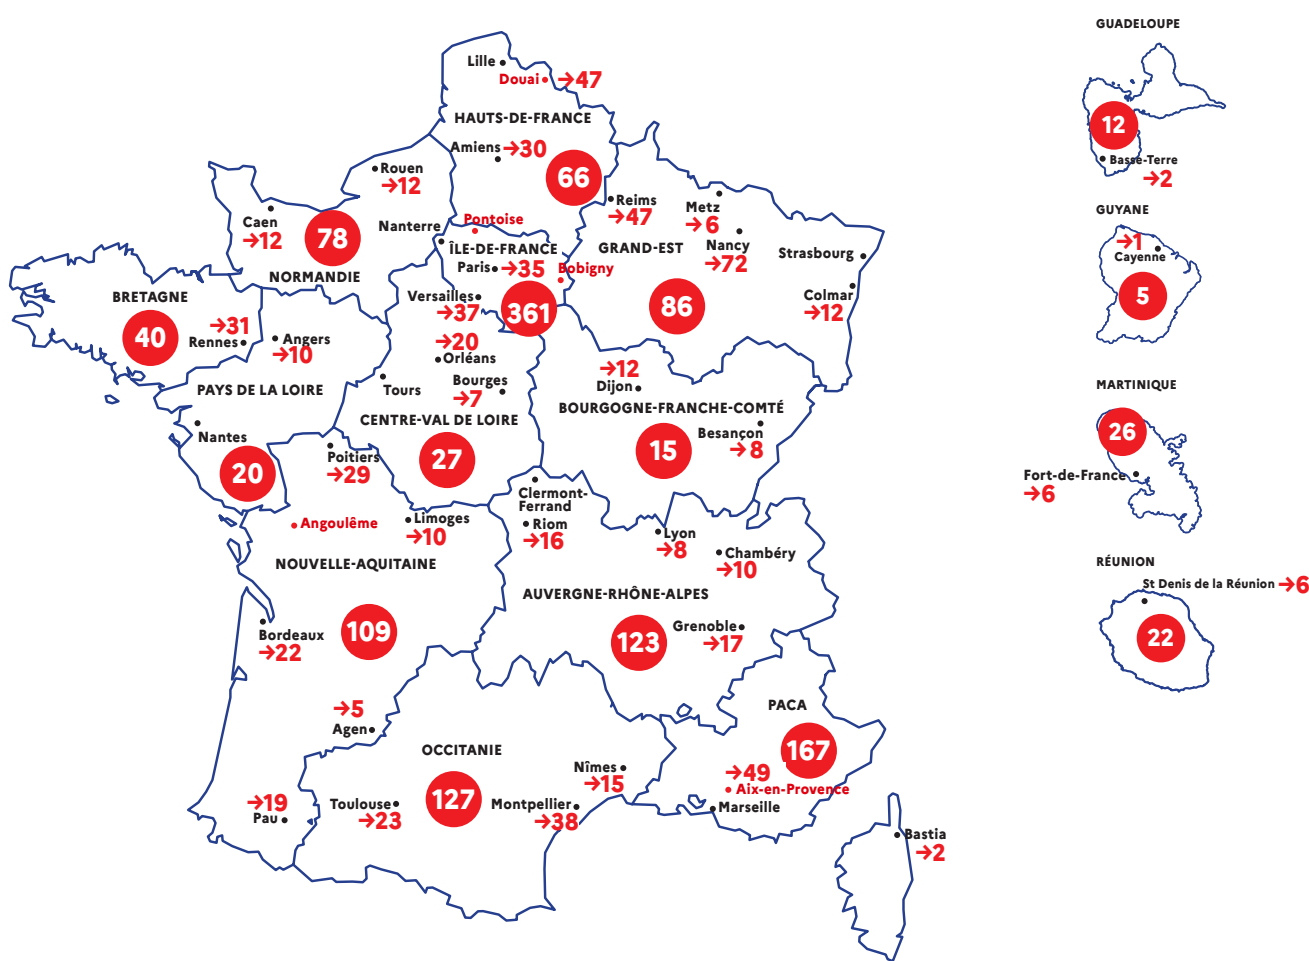 GUADELOUPE
12
Basse-Terre
→2
GUYANE
→1
Cayenne
5
MARTINIQUE
26
Fort-de-France
→6
RÉUNION
St Denis de la Réunion →6
22
Lille
Douai →47
HAUTS-DE-FRANCE
Amiens →30
66
Rouen
→12
Caen
→12
78
NORMANDIE
Nanterre
Pontoise
ÎLE-DE-FRANCE
Paris →35
Bobigny
Versailles
→37
361
Reims
→47
Metz
→6
GRAND-EST
Nancy
→72
Strasbourg
Colmar
→12
86
BRETAGNE
40
→31
Rennes
Angers
→10
PAYS DE LA LOIRE
Nantes
20
→20
Orléans
Tours
Bourges
→7
CENTRE-VAL DE LOIRE
27
→12
Dijon
BOURGOGNE-FRANCHE-COMTÉ
15
Besançon
→8
Poitiers
→29
Angoulême
Limoges
→10
NOUVELLE-AQUITAINE
109
Bordeaux
→22
→5
Agen
→19
Pau
Clermont-
Ferrand
Riom
→16
Lyon
→8
Chambéry
→10
AUVERGNE-RHÔNE-ALPES
123
Grenoble
→17
OCCITANIE
127
Toulouse
→23
Nîmes
→15
Montpellier
→38
PACA
167
→49
Aix-en-Provence
Marseille
Bastia
→2